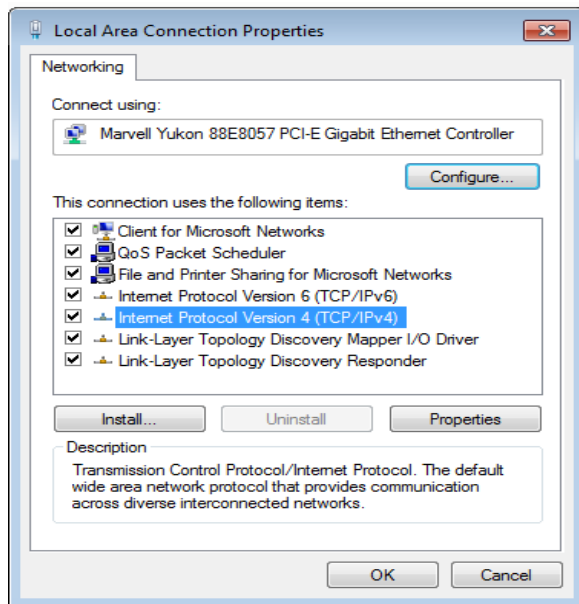 Local Area Connection Properties
Networking
Connect using:
Marvell Yukon 88E8057 PCI-E Gigabit Ethernet Controller
Configure...
This connection uses the following items:
Client for Microsoft Networks
QoS Packet Scheduler
File and Printer Sharing for Microsoft Networks
Internet Protocol Version 6 (TCP/IPv6)
Internet Protocol Version 4 (TCP/IPv4)
Link-Layer Topology Discovery Mapper I/O Driver
Link-Layer Topology Discovery Responder
Install... Uninstall Properties
Description
Transmission Control Protocol/Internet Protocol. The default
wide area network protocol that provides communication
across diverse interconnected networks.
OK Cancel